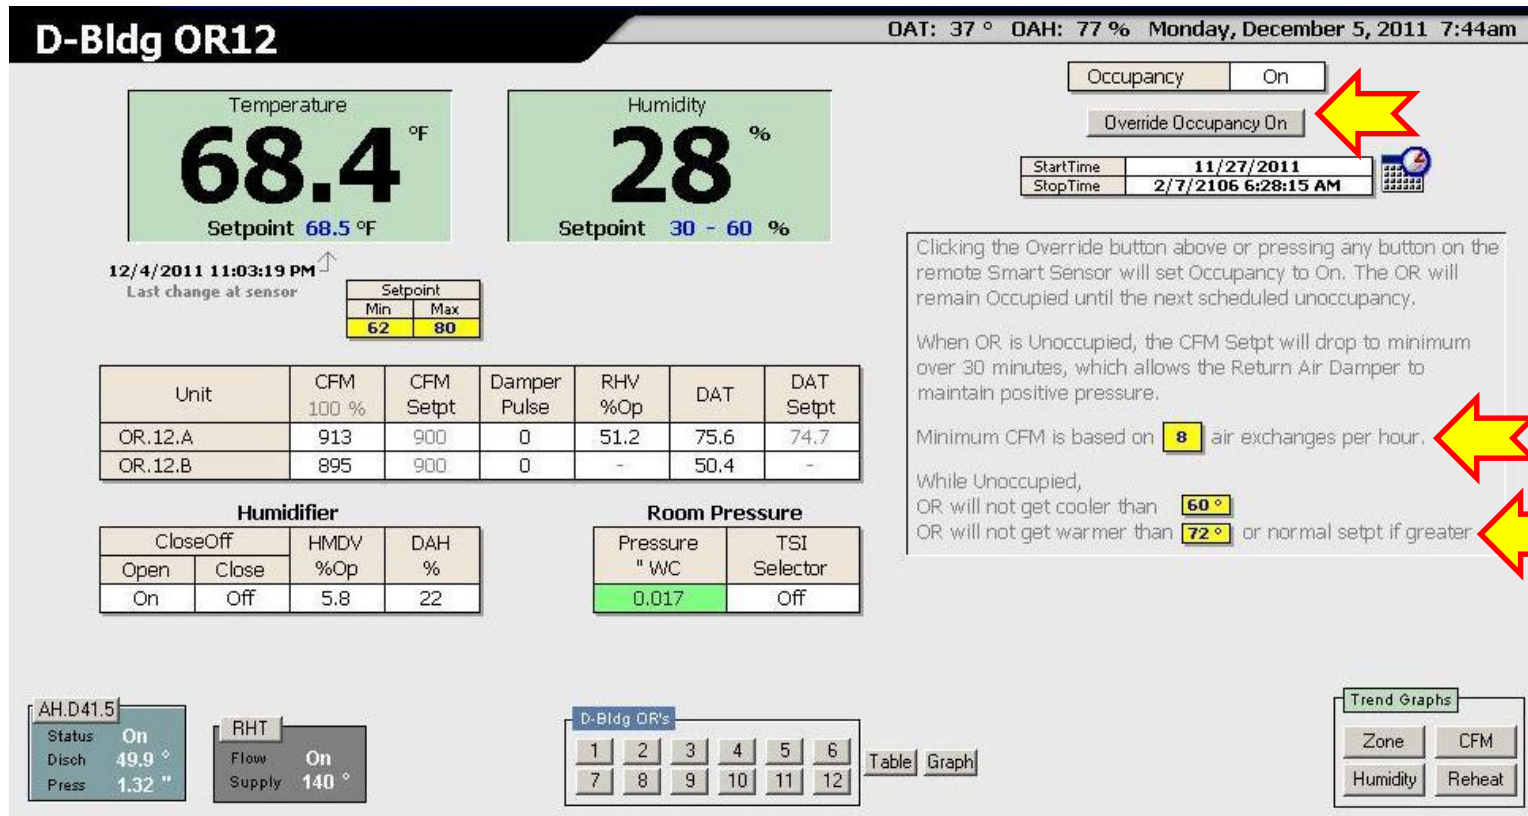 D-Bldg OR12
OAT: 37 ° OAH: 77 % Monday, December 5, 2011 7:44am
Occupancy On
Override Occupancy On
StartTime 11/27/2011
StopTime 2/7/2106 6:28:15 AM
Temperature
68.4 °F
Setpoint 68.5 °F
Humidity
28 %
Setpoint 30 - 60 %
12/4/2011 11:03:19 PM
Last change at sensor
Setpoint
Min Max
62 80
Clicking the Override button above or pressing any button on the
remote Smart Sensor will set Occupancy to On. The OR will
remain Occupied until the next scheduled unoccupancy.
When OR is Unoccupied, the CFM Setpt will drop to minimum
over 30 minutes, which allows the Return Air Damper to
maintain positive pressure.
Minimum CFM is based on 8 air exchanges per hour.
While Unoccupied,
OR will not get cooler than 60 °
OR will not get warmer than 72 ° or normal setpt if greater
Unit CFM 100 % CFM Setpt Damper Pulse RHV %Op DAT DAT Setpt
OR.12.A 913 900 0 51.2 75.6 74.7
OR.12.B 895 900 0 - 50.4 -
Humidifier
CloseOff HMDV %Op DAH %
Open Close
On Off 5.8 22
Room Pressure
Pressure " WC TSI Selector
0.017 Off
AH.D41.5
Status On
Disch 49.9 °
Press 1.32 "
RHT
Flow On
Supply 140 °
D-Bldg OR's
1 2 3 4 5 6
7 8 9 10 11 12
Table Graph
Trend Graphs
Zone CFM
Humidity Reheat